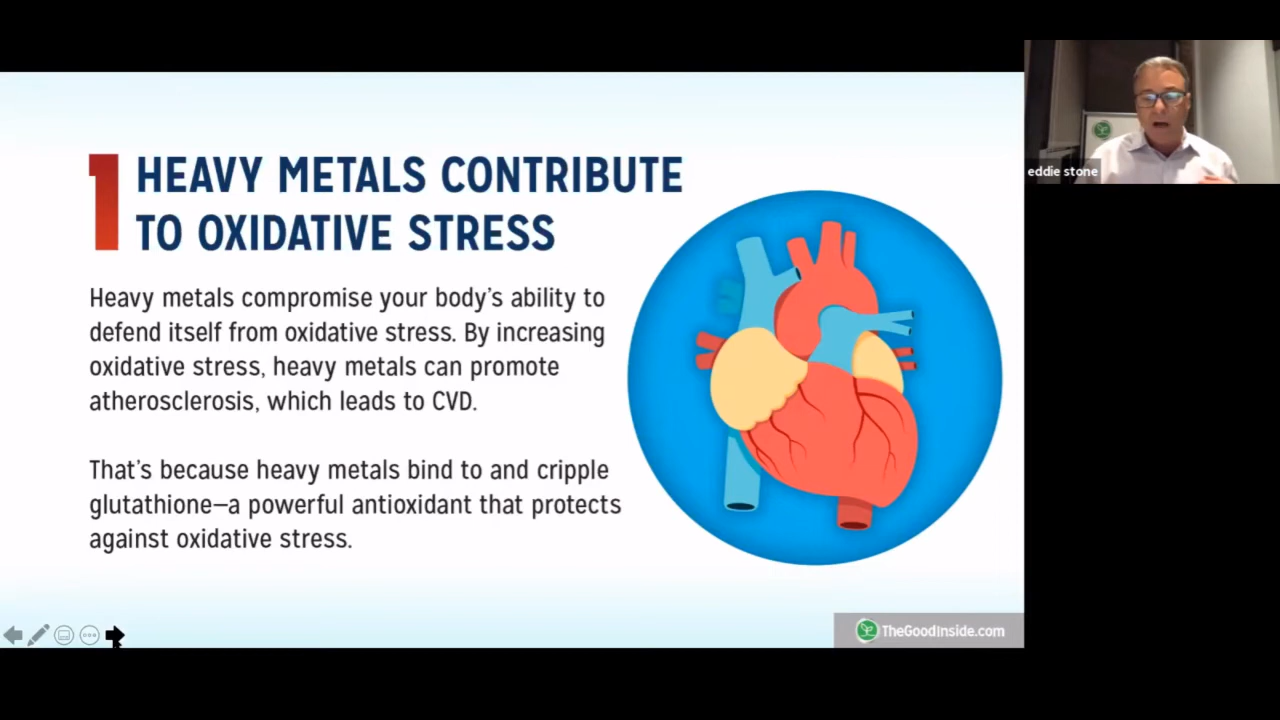 1 HEAVY METALS CONTRIBUTE
TO OXIDATIVE STRESS
Heavy metals compromise your body's ability to
defend itself from oxidative stress. By increasing
oxidative stress, heavy metals can promote
atherosclerosis, which leads to CVD.
That's because heavy metals bind to and cripple
glutathione—a powerful antioxidant that protects
against oxidative stress.
TheGoodInside.com
eddie stone